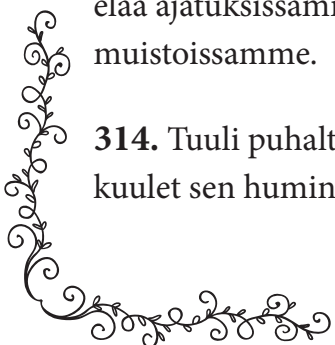 elää ajatuksissam
muistoissamme.
314. Tuuli puhalt
kuulet sen humin